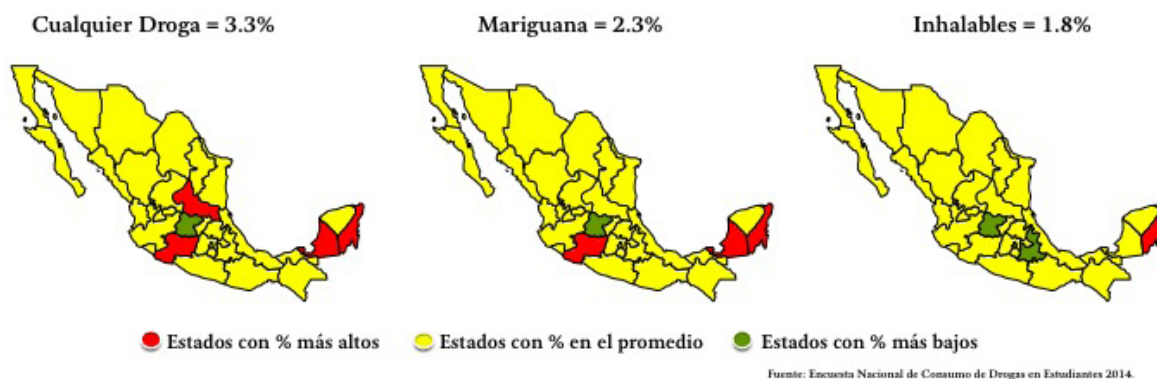 Cualquier Droga = 3.3%
Mariguana = 2.3%
Inhalables = 1.8%
Estados con % más altos
Estados con % en el promedio
Estados con % más bajos
Fuente: Encuesta Nacional de Consumo de Drogas en Estudiantes 2014.